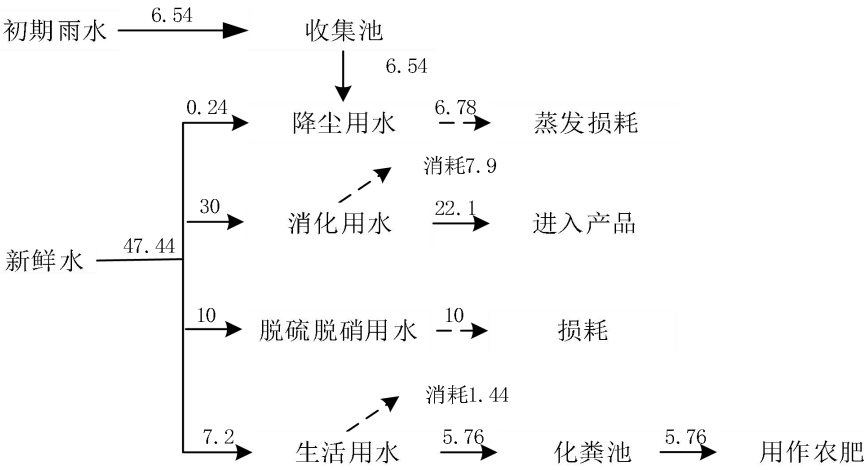 初期雨水 6.54 收集池
6.54
0.24 降尘用水 6.78 蒸发损耗
消耗7.9
30 消化用水 22.1 进入产品
新鲜水 47.44
10 脱硫脱硝用水 10 损耗
消耗1.44
7.2 生活用水 5.76 化粪池 5.76 用作农肥